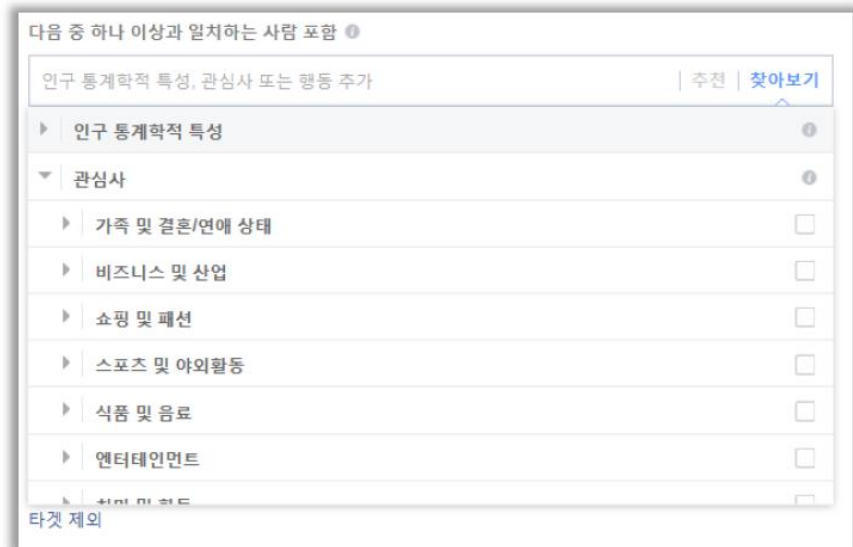 다음 중 하나 이상과 일치하는 사람 포함
인구 통계학적 특성, 관심사 또는 행동 추가 | 추천 | 찾아보기
인구 통계학적 특성
관심사
가족 및 결혼/연애 상태
비즈니스 및 산업
쇼핑 및 패션
스포츠 및 야외활동
식품 및 음료
엔터테인먼트
타겟 제외